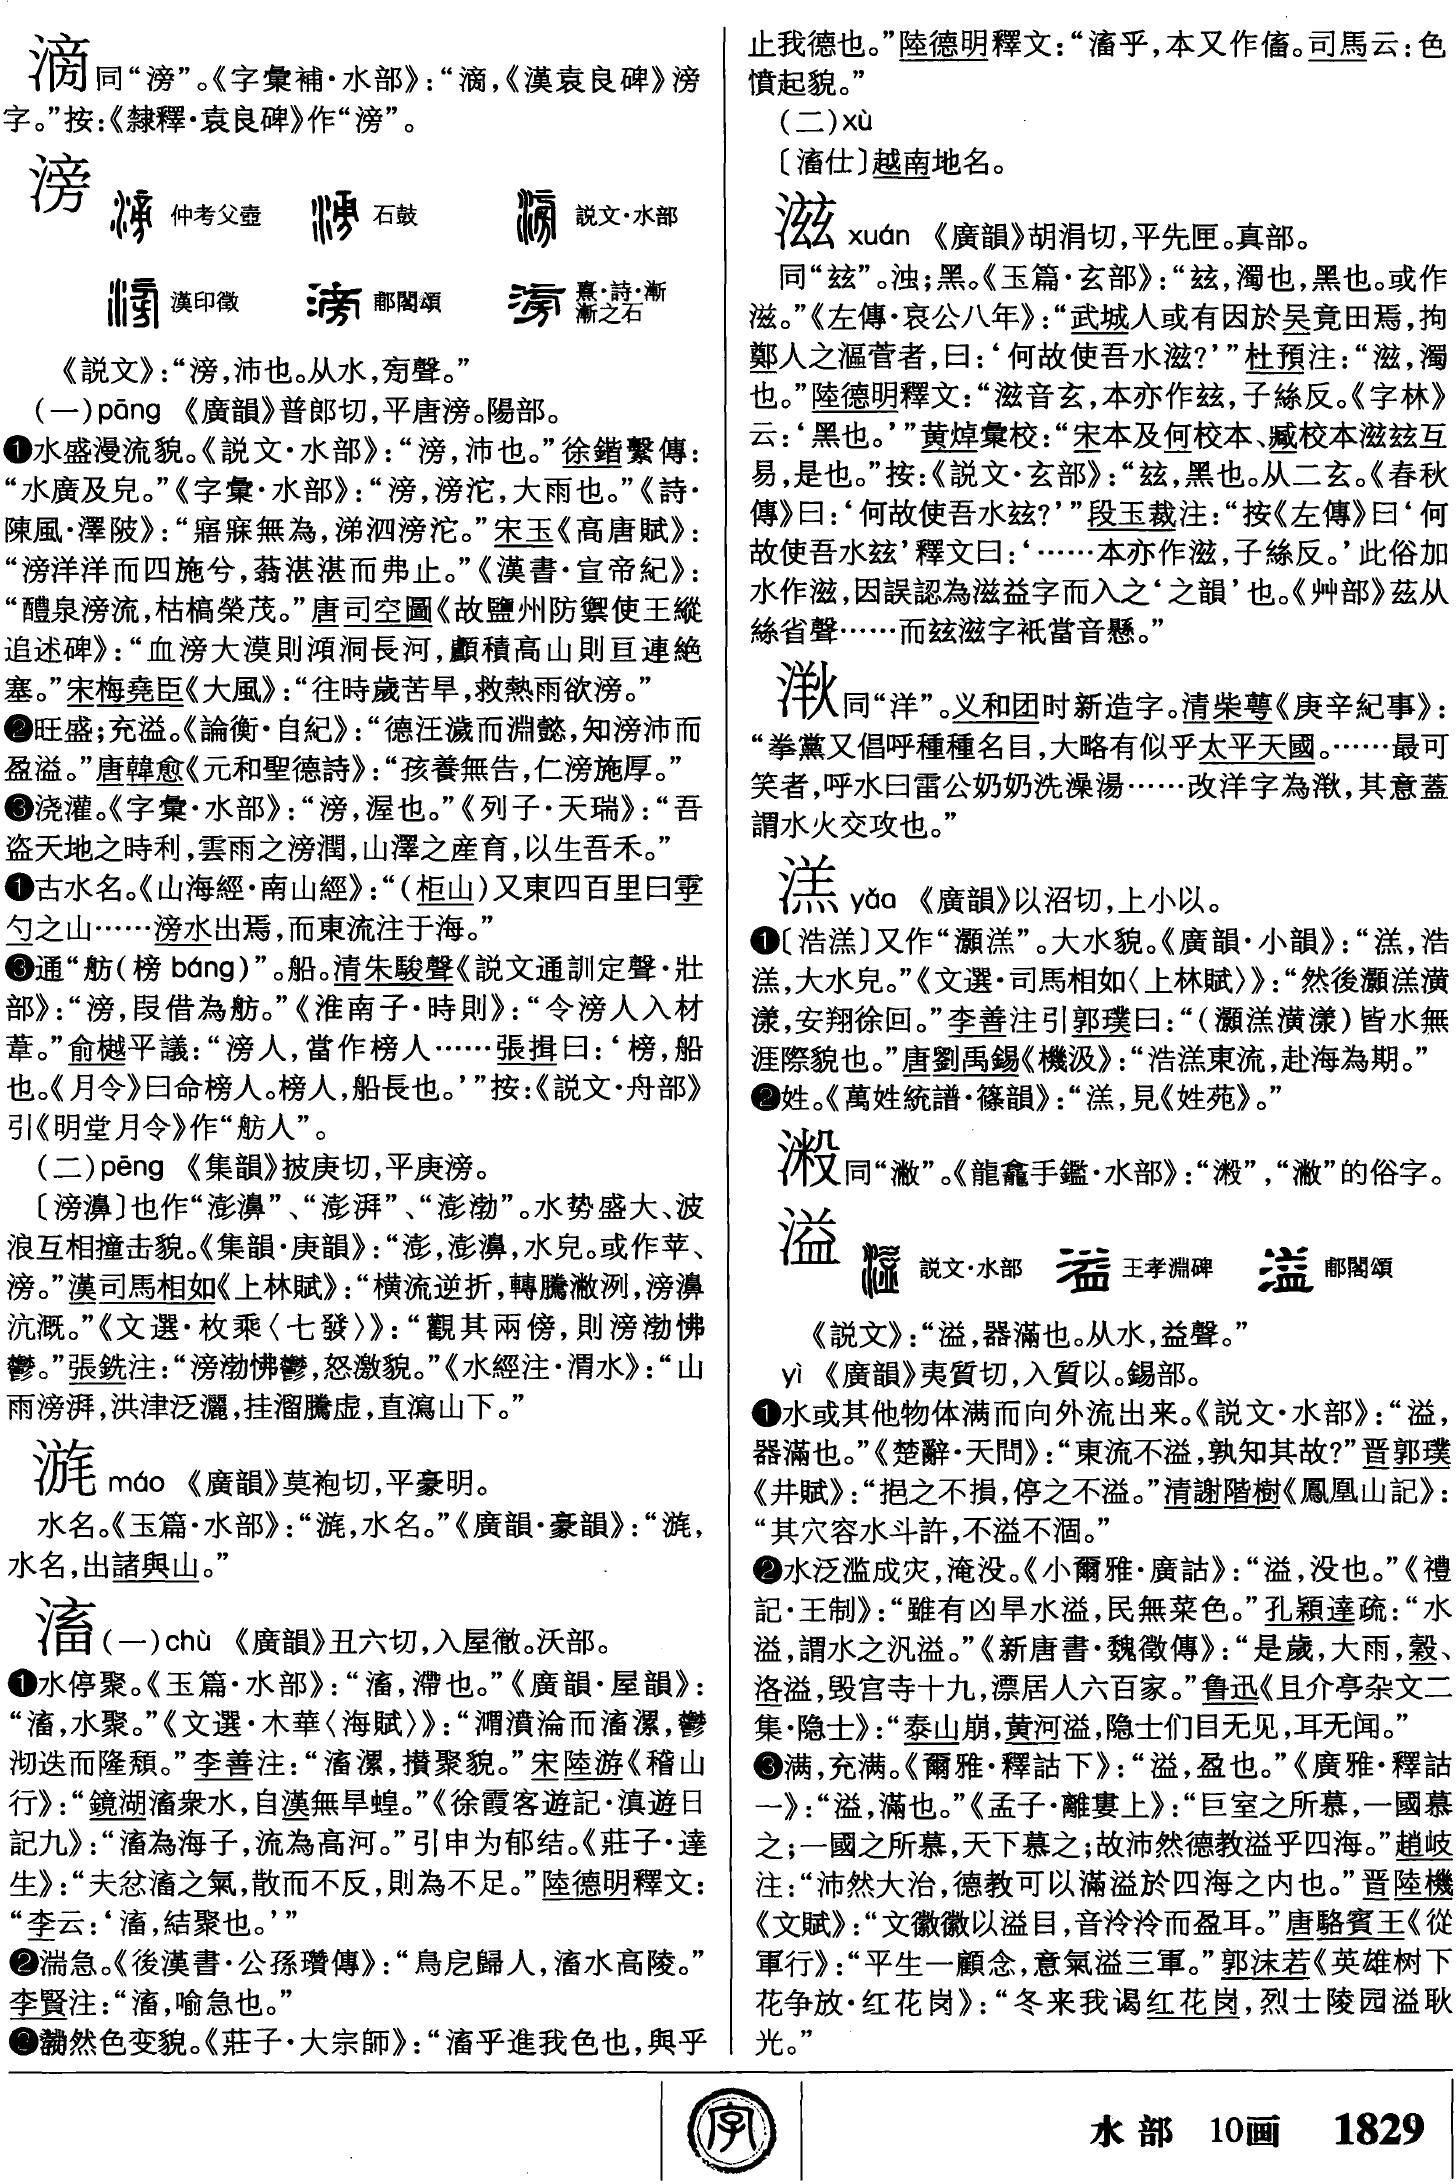 滈同“滂”。《字彙補·水部》：“滈，《漢袁良碑》滂
字。”按：《隸釋·袁良碑》作“滂”。
滂
仲考父壺 石鼓 説文·水部
漢印徵 郙閣頌 熹·詩·漸漸之石
《説文》：“滂，沛也。从水，㫄聲。”
（一）pāng 《廣韻》普郎切，平唐滂。陽部。
❶水盛漫流貌。《説文·水部》：“滂，沛也。”徐鍇繫傳：
“水廣及皃。”《字彙·水部》：“滂，滂沱，大雨也。”《詩·
陳風·澤陂》：“寤寐無為，涕泗滂沱。”宋玉《高唐賦》：
“滂洋洋而四施兮，蓊湛湛而弗止。”《漢書·宣帝紀》：
“醴泉滂流，枯槁榮茂。”唐司空圖《故鹽州防禦使王縱
追述碑》：“血滂大漠則澒洞長河，顱積高山則亘連絶
塞。”宋梅堯臣《大風》：“往時歲苦旱，救熱雨欲滂。”
❷旺盛；充溢。《論衡·自紀》：“德汪濊而淵懿，知滂沛而
盈溢。”唐韓愈《元和聖德詩》：“孩養無告，仁滂施厚。”
❸浇灌。《字彙·水部》：“滂，渥也。”《列子·天瑞》：“吾
盗天地之時利，雲雨之滂潤，山澤之産育，以生吾禾。”
❶古水名。《山海經·南山經》：“（柜山）又東四百里曰雩
勺之山……滂水出焉，而東流注于海。”
❸通“舫（榜 báng）”。船。清朱駿聲《説文通訓定聲·壯
部》：“滂，叚借為舫。”《淮南子·時則》：“令滂人入材
葦。”俞樾平議：“滂人，當作榜人……張揖曰：‘榜，船
也。《月令》曰命榜人。榜人，船長也。’”按：《説文·舟部》
引《明堂月令》作“舫人”。
（二）pēng 《集韻》披庚切，平庚滂。
〔滂濞〕也作“澎濞”、“澎湃”、“澎渤”。水势盛大、波
浪互相撞击貌。《集韻·庚韻》：“澎，澎濞，水皃。或作苹、
滂。”漢司馬相如《上林賦》：“横流逆折，轉騰潎洌，滂濞
沆溉。”《文選·枚乘〈七發〉》：“觀其兩傍，則滂渤怫
鬱。”張銑注：“滂渤怫鬱，怒激貌。”《水經注·渭水》：“山
雨滂湃，洪津泛灑，挂溜騰虚，直瀉山下。”
㴘 máo 《廣韻》莫袍切，平豪明。
水名。《玉篇·水部》：“㴘，水名。”《廣韻·豪韻》：“㴘，
水名，出諸與山。”
滀（一）chù 《廣韻》丑六切，入屋徹。沃部。
❶水停聚。《玉篇·水部》：“滀，滯也。”《廣韻·屋韻》：
“滀，水聚。”《文選·木華〈海賦〉》：“㵧濆淪而滀漯，鬱
沏迭而隆頽。”李善注：“滀漯，攢聚貌。”宋陸游《稽山
行》：“鏡湖滀衆水，自漢無旱蝗。”《徐霞客遊記·滇遊日
記九》：“滀為海子，流為高河。”引申为郁结。《莊子·達
生》：“夫忿滀之氣，散而不反，則為不足。”陸德明釋文：
“李云：‘滀，結聚也。’”
❷湍急。《後漢書·公孫瓚傳》：“鳥戹歸人，滀水高陵。”
李賢注：“滀，喻急也。”
❸勃然色变貌。《莊子·大宗師》：“滀乎進我色也，與乎
止我德也。”陸德明釋文：“滀乎，本又作傗。司馬云：色
憤起貌。”
（二）xù
〔滀仕〕越南地名。
滋 xuán 《廣韻》胡涓切，平先匣。真部。
同“兹”。浊；黑。《玉篇·玄部》：“兹，濁也，黑也。或作
滋。”《左傳·哀公八年》：“武城人或有因於吴竟田焉，拘
鄭人之漚菅者，曰：‘何故使吾水滋？’”杜預注：“滋，濁
也。”陸德明釋文：“滋音玄，本亦作兹，子絲反。《字林》
云：‘黑也。’”黄焯彙校：“宋本及何校本、臧校本滋兹互
易，是也。”按：《説文·玄部》：“兹，黑也。从二玄。《春秋
傳》曰：‘何故使吾水兹？’”段玉裁注：“按《左傳》曰‘何
故使吾水兹’釋文曰：‘……本亦作滋，子絲反。’此俗加
水作滋，因誤認為滋益字而入之‘之韻’也。《艸部》茲从
絲省聲……而兹滋字衹當音懸。”
同“洋”。义和团时新造字。清柴萼《庚辛紀事》：
“拳黨又倡呼種種名目，大略有似乎太平天國。……最可
笑者，呼水曰雷公奶奶洗澡湯……改洋字為，其意蓋
謂水火交攻也。”
溔 yǎo 《廣韻》以沼切，上小以。
❶〔浩溔〕又作“灝溔”。大水貌。《廣韻·小韻》：“溔，浩
溔，大水皃。”《文選·司馬相如〈上林賦〉》：“然後灝溔潢
漾，安翔徐回。”李善注引郭璞曰：“（灝溔潢漾）皆水無
涯際貌也。”唐劉禹錫《機汲》：“浩溔東流，赴海為期。”
❷姓。《萬姓統譜·篠韻》：“溔，見《姓苑》。”
同“潎”。《龍龕手鑑·水部》：“”，“潎”的俗字。
溢
説文·水部 王孝淵碑 郙閣頌
《説文》：“溢，器滿也。从水，益聲。”
yì 《廣韻》夷質切，入質以。錫部。
❶水或其他物体满而向外流出来。《説文·水部》：“溢，
器滿也。”《楚辭·天問》：“東流不溢，孰知其故？”晋郭璞
《井賦》：“挹之不損，停之不溢。”清謝階樹《鳳凰山記》：
“其穴容水斗許，不溢不涸。”
❷水泛滥成灾，淹没。《小爾雅·廣詁》：“溢，没也。”《禮
記·王制》：“雖有凶旱水溢，民無菜色。”孔穎達疏：“水
溢，謂水之汎溢。”《新唐書·魏徵傳》：“是歲，大雨，穀、
洛溢，毁宫寺十九，漂居人六百家。”鲁迅《且介亭杂文二
集·隐士》：“泰山崩，黄河溢，隐士们目无见，耳无闻。”
❸满，充满。《爾雅·釋詁下》：“溢，盈也。”《廣雅·釋詁
一》：“溢，滿也。”《孟子·離婁上》：“巨室之所慕，一國慕
之；一國之所慕，天下慕之；故沛然德教溢乎四海。”趙岐
注：“沛然大治，德教可以滿溢於四海之内也。”晋陸機
《文賦》：“文徽徽以溢目，音泠泠而盈耳。”唐駱賓王《從
軍行》：“平生一顧念，意氣溢三軍。”郭沫若《英雄树下
花争放·红花岗》：“冬来我谒红花岗，烈士陵园溢耿
光。”
字
水部 10画 1829